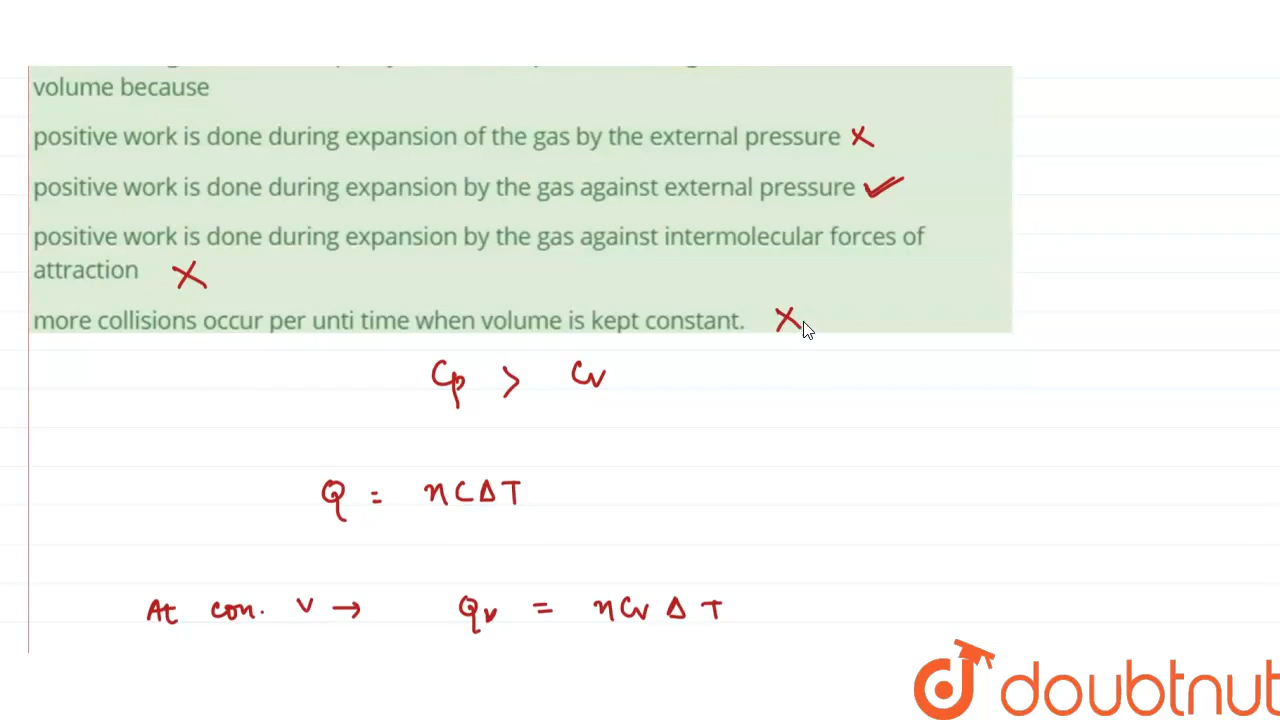 volume because
positive work is done during expansion of the gas by the external pressure ×
positive work is done during expansion by the gas against external pressure ✓
positive work is done during expansion by the gas against intermolecular forces of
attraction ×
more collisions occur per unti time when volume is kept constant. ×
Cp > Cv
Q = nCΔT
At con. V → Qv = nCvΔT
doubtnut